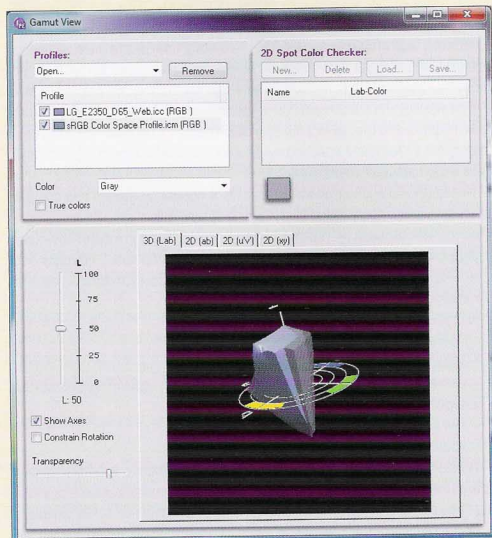 Gamut View
Profiles:
Open...
Remove
Profile
LG_E2350_D65_Web.icc (RGB )
sRGB Color Space Profile.icm (RGB )
Color
Gray
True colors
2D Spot Color Checker:
New...
Delete
Load...
Save...
Name
Lab-Color
3D (Lab)
2D (ab)
2D (u'v')
2D (xy)
L
100
75
50
25
0
L: 50
Show Axes
Constrain Rotation
Transparency